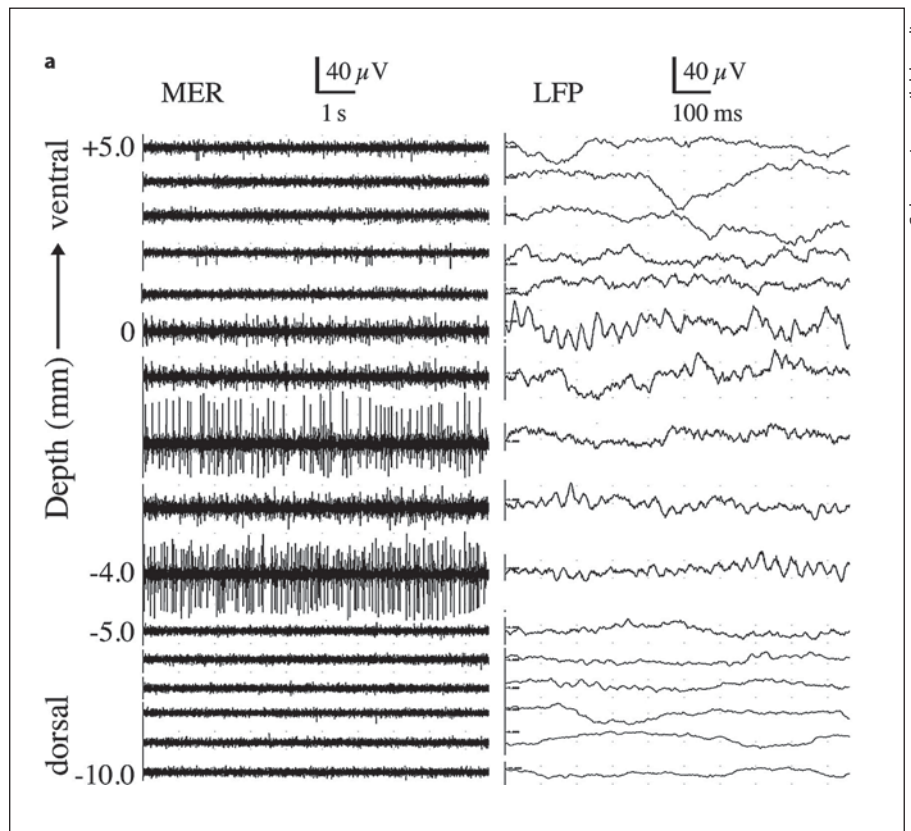 a
MER
40 μV
1 s
LFP
40 μV
100 ms
Depth (mm) ventral
dorsal
+5.0
0
-4.0
-5.0
-10.0